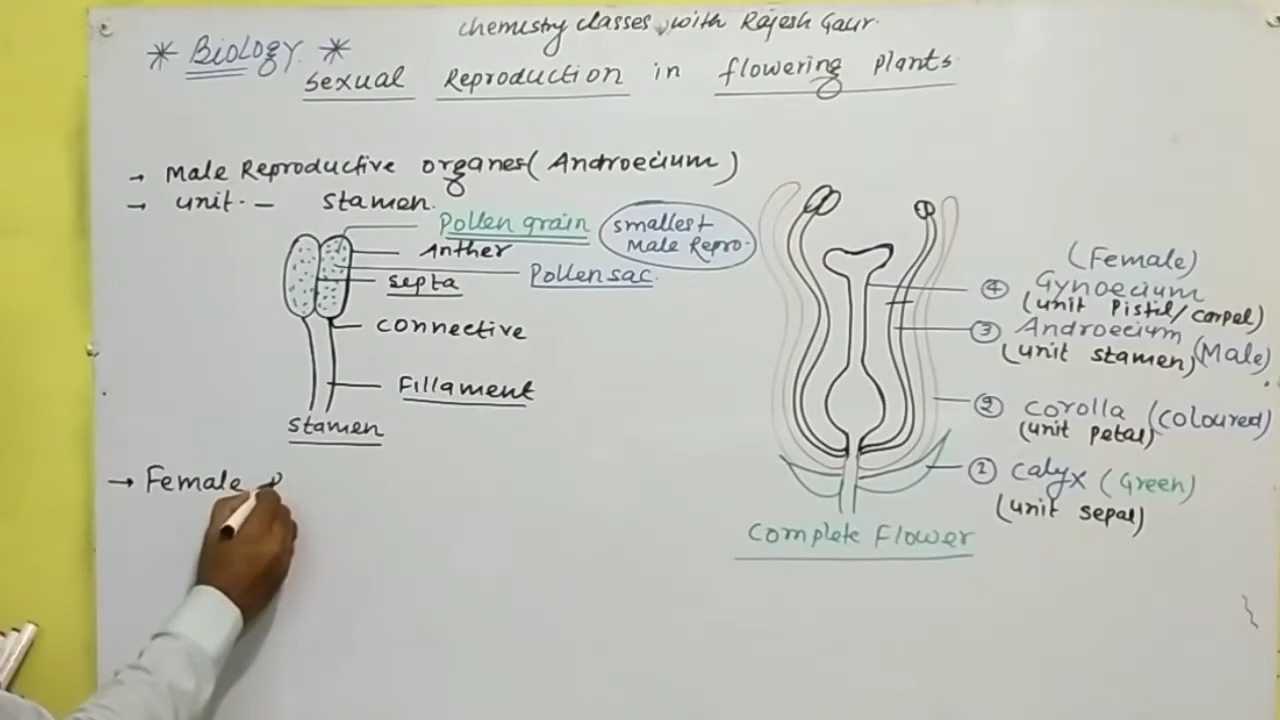 chemistry classes with Rajesh Gaur.
* Biology *
Sexual Reproduction in flowering plants
→ Male Reproductive organes (Androecium)
→ unit. - stamen.
Pollen grain
smallest
Male Repro.
Anther
Pollen sac.
septa
connective
Fillament
stamen
→ Female
(Female)
④ Gynoecium
(unit Pistil/carpel)
③ Androecium (Male)
(unit stamen)
② corolla (coloured)
(unit petal)
① calyx (Green)
(unit sepal)
complete Flower